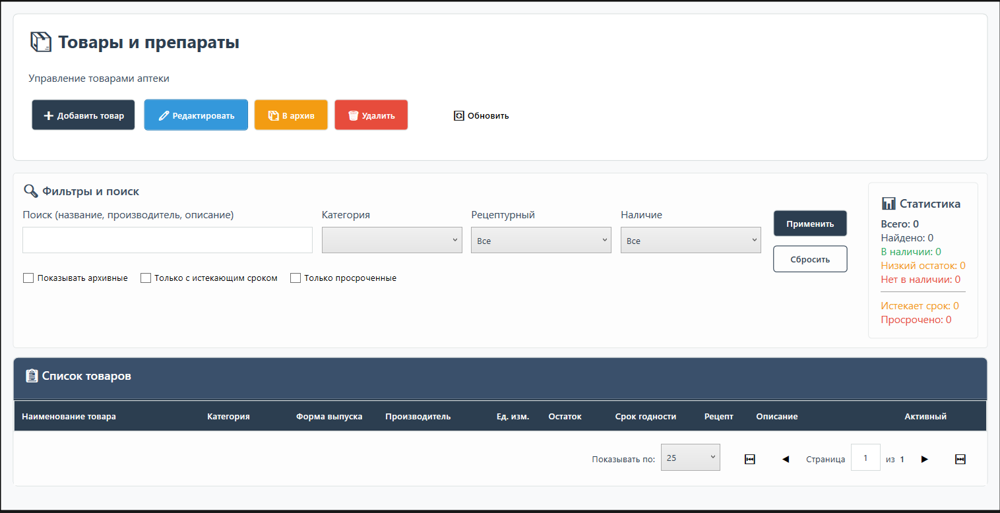 Товары и препараты
Управление товарами аптеки
Добавить товар
Редактировать
В архив
Удалить
Обновить
Фильтры и поиск
Поиск (название, производитель, описание)
Категория
Рецептурный
Все
Наличие
Все
Применить
Сбросить
Показывать архивные
Только с истекающим сроком
Только просроченные
Статистика
Всего: 0
Найдено: 0
В наличии: 0
Низкий остаток: 0
Нет в наличии: 0
Истекает срок: 0
Просрочено: 0
Список товаров
Наименование товара Категория Форма выпуска Производитель Ед. изм. Остаток Срок годности Рецепт Описание Активный
Показывать по: 25 Страница 1 из 1